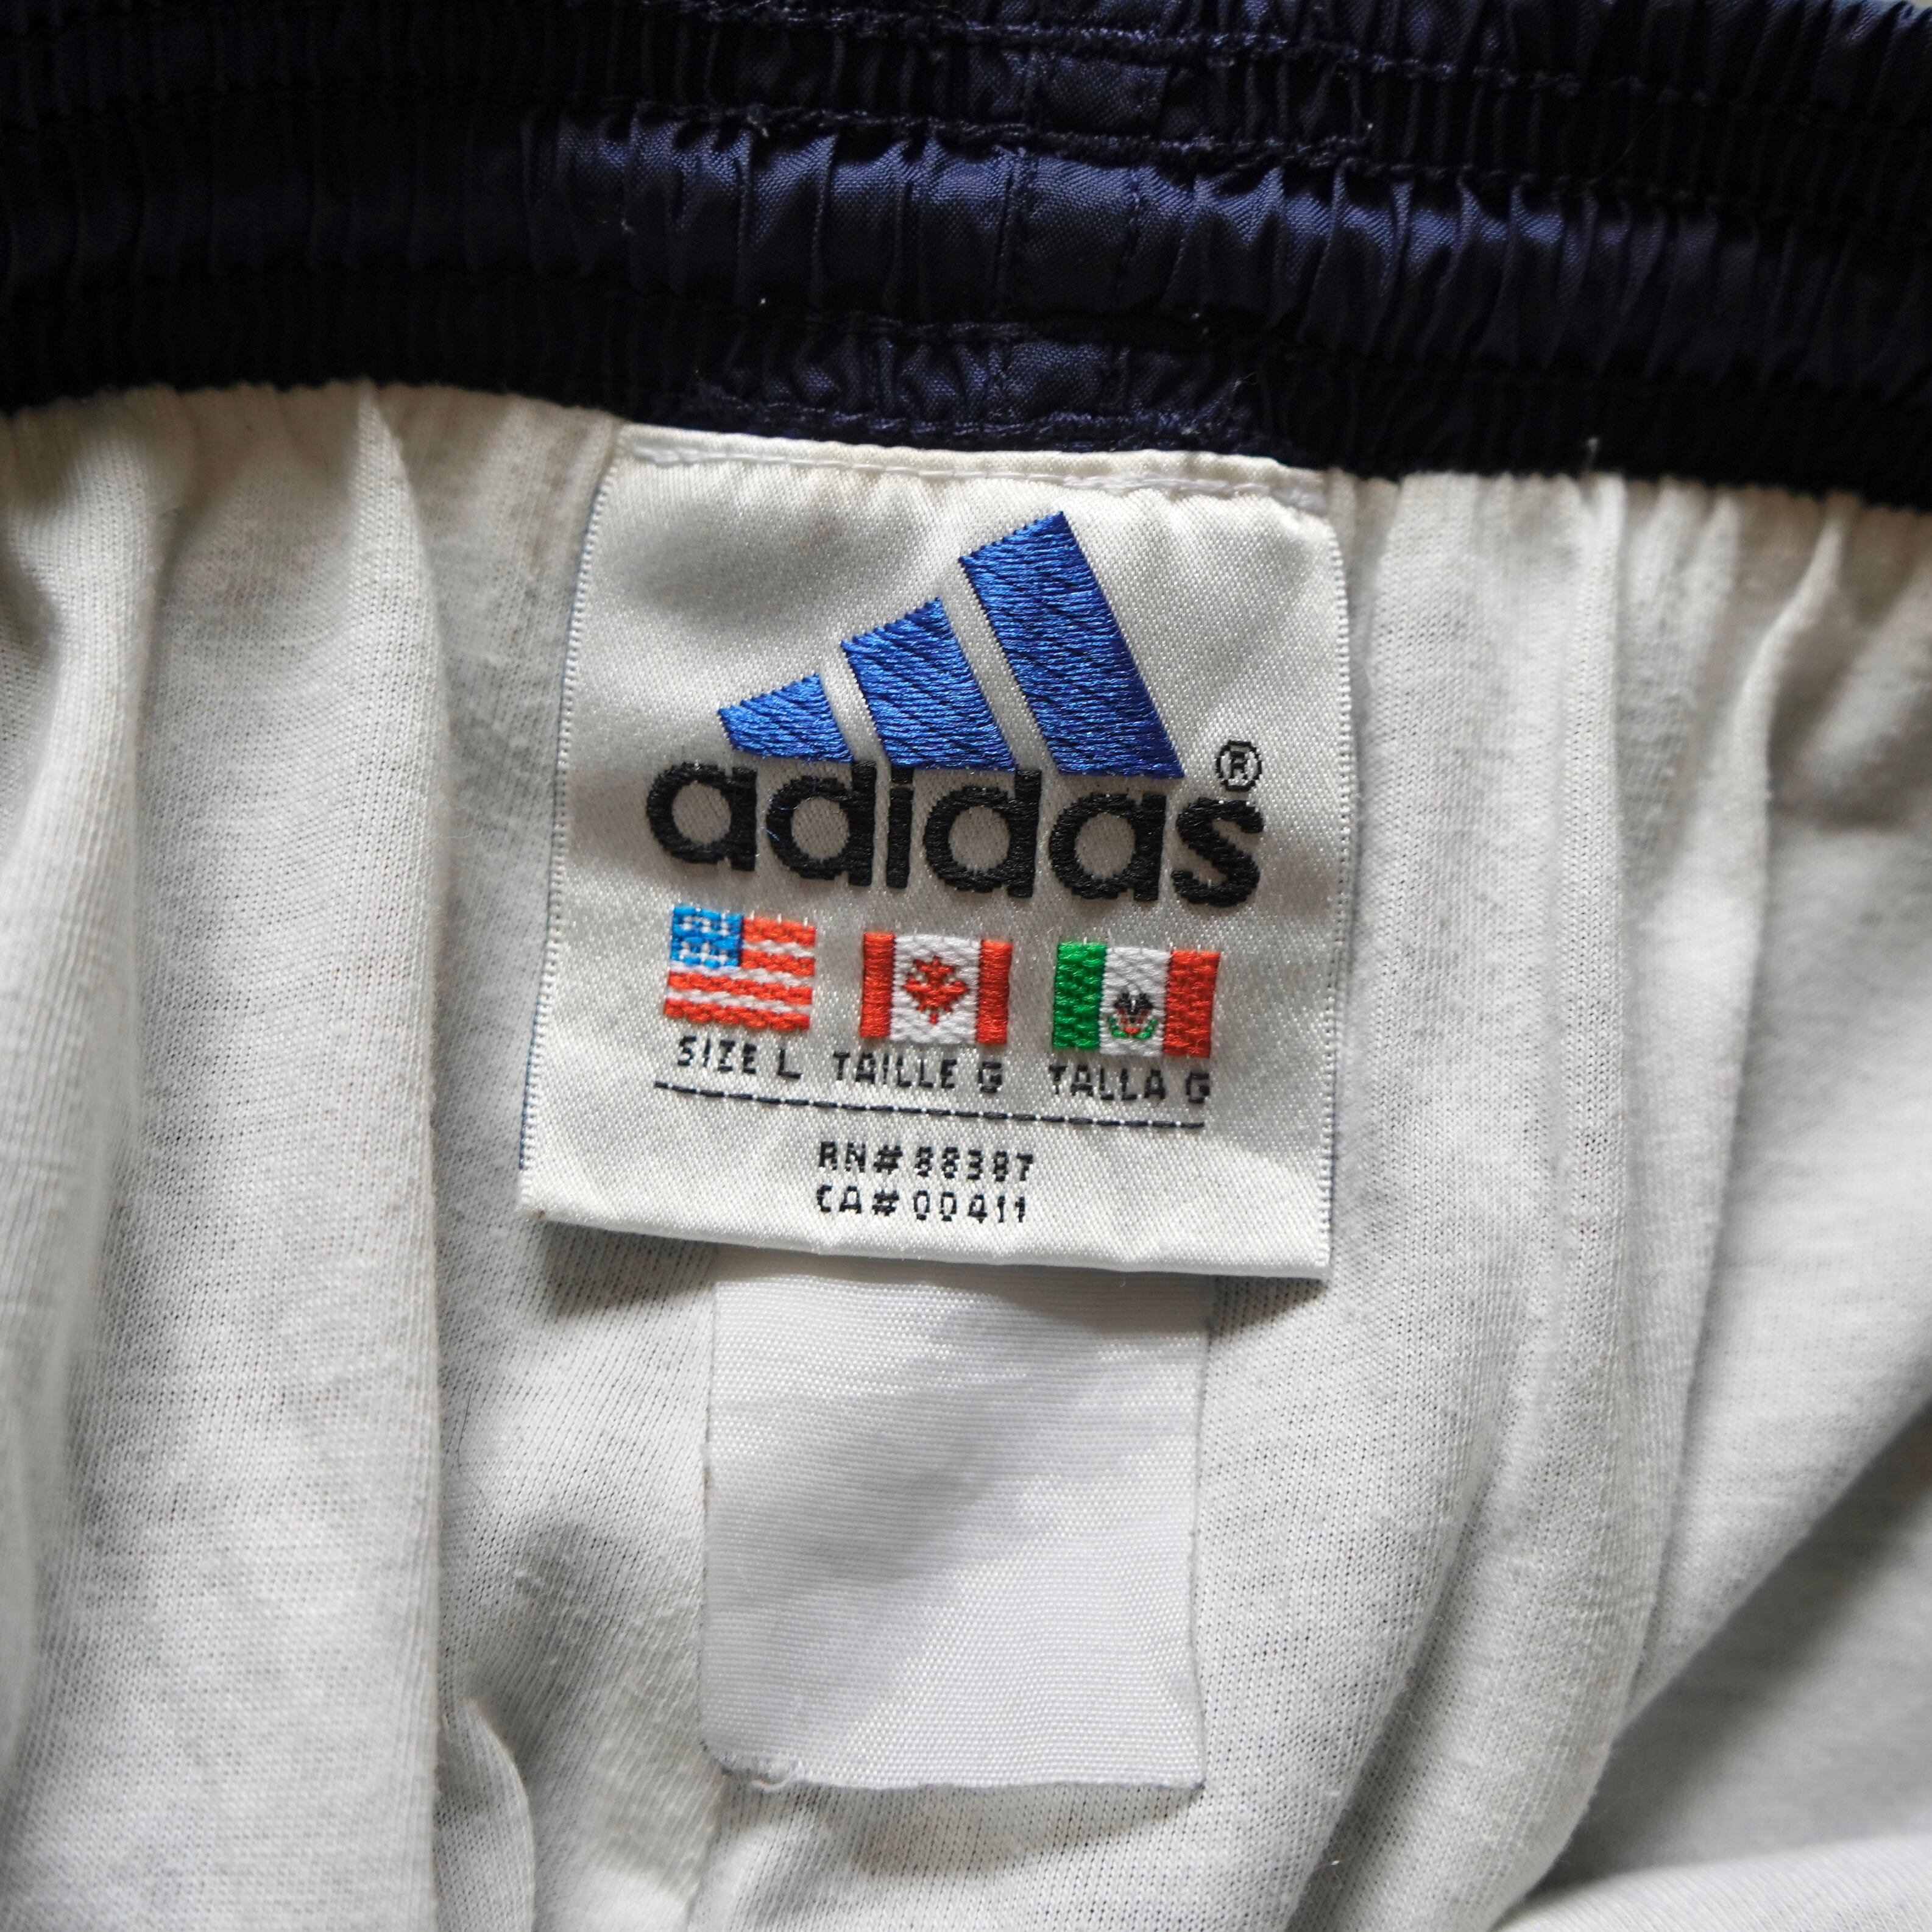 adidas®
SIZE L TAILLE G TALLA G
RN# 88387
CA# 00411